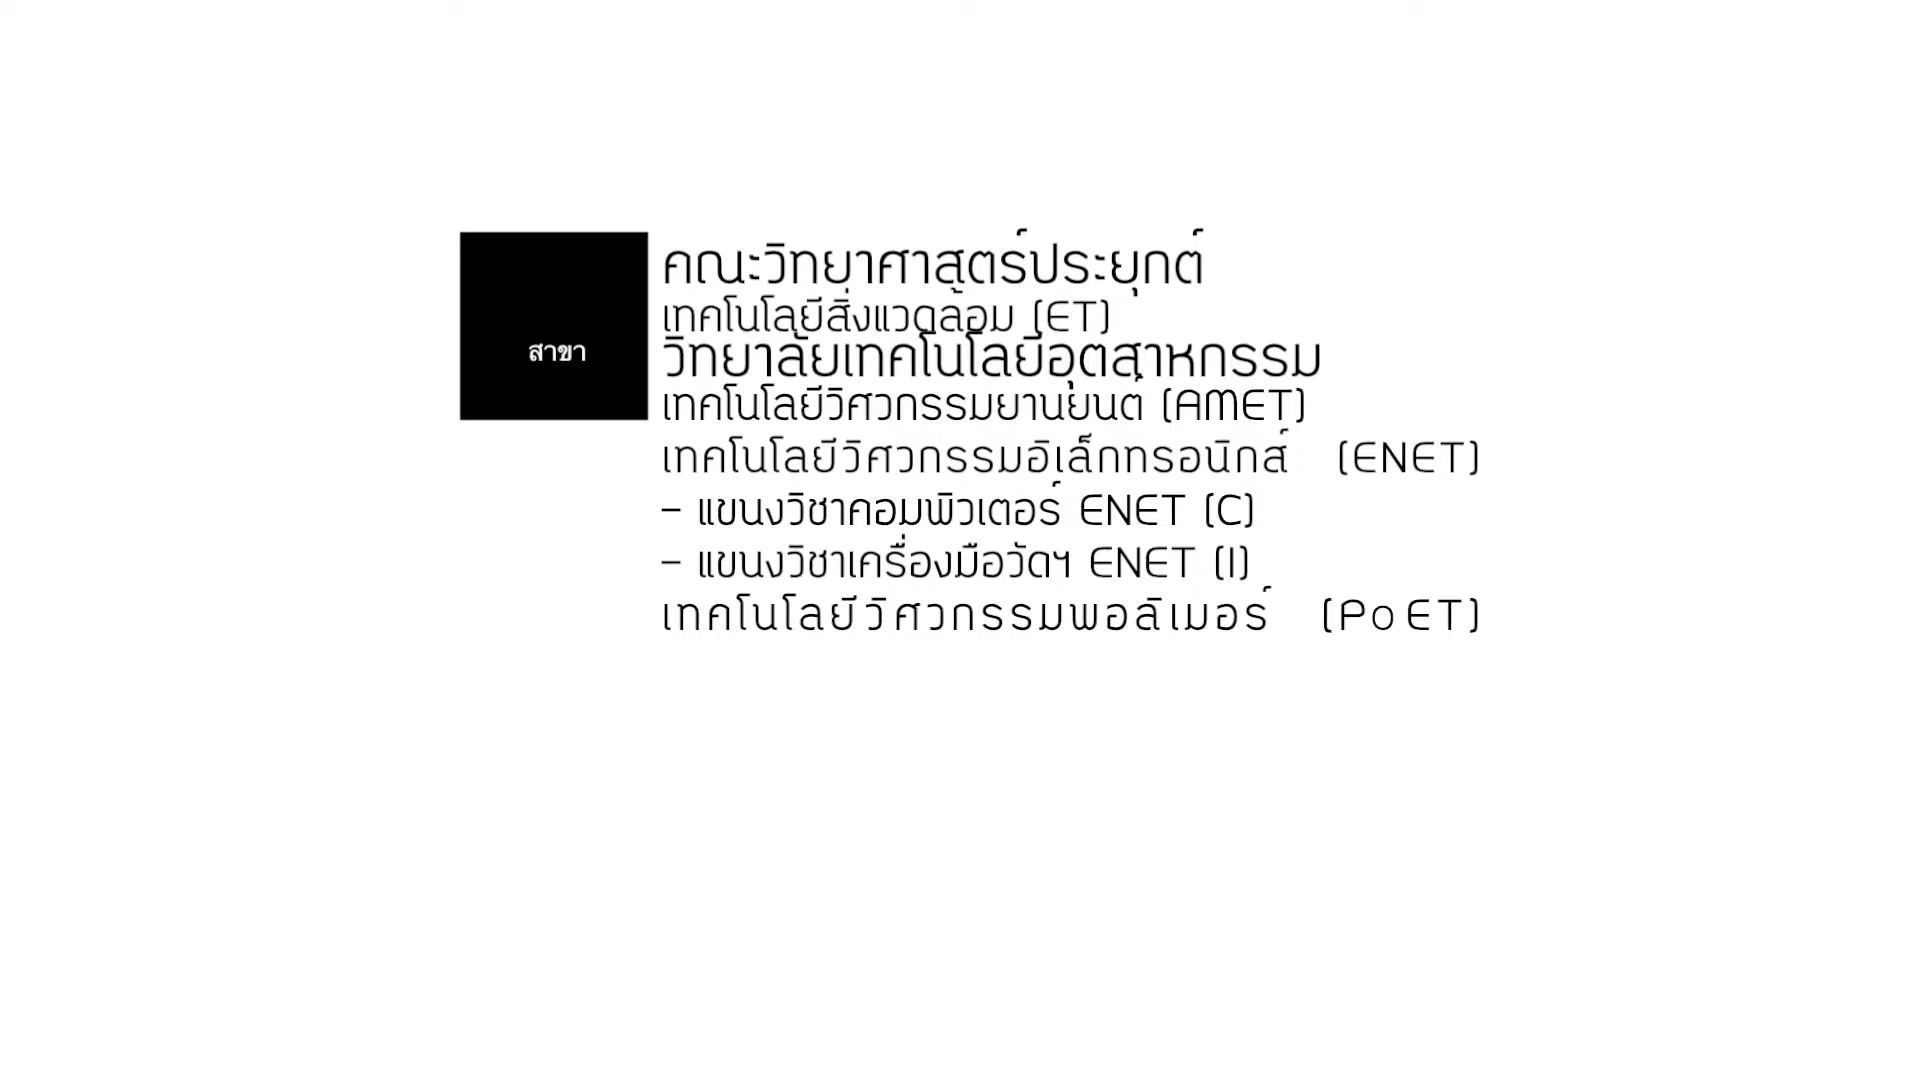 สาขา
คณะวิทยาศาสตร์ประยุกต์
เทคโนโลยีสิ่งแวดล้อม (ET)
วิทยาลัยเทคโนโลยีอุตสาหกรรม
เทคโนโลยีวิศวกรรมยานยนต์ (AMET)
เทคโนโลยีวิศวกรรมอิเล็กทรอนิกส์ (ENET)
- แขนงวิชาคอมพิวเตอร์ ENET (C)
- แขนงวิชาเครื่องมือวัดฯ ENET (I)
เทคโนโลยีวิศวกรรมพอลิเมอร์ (PoET)